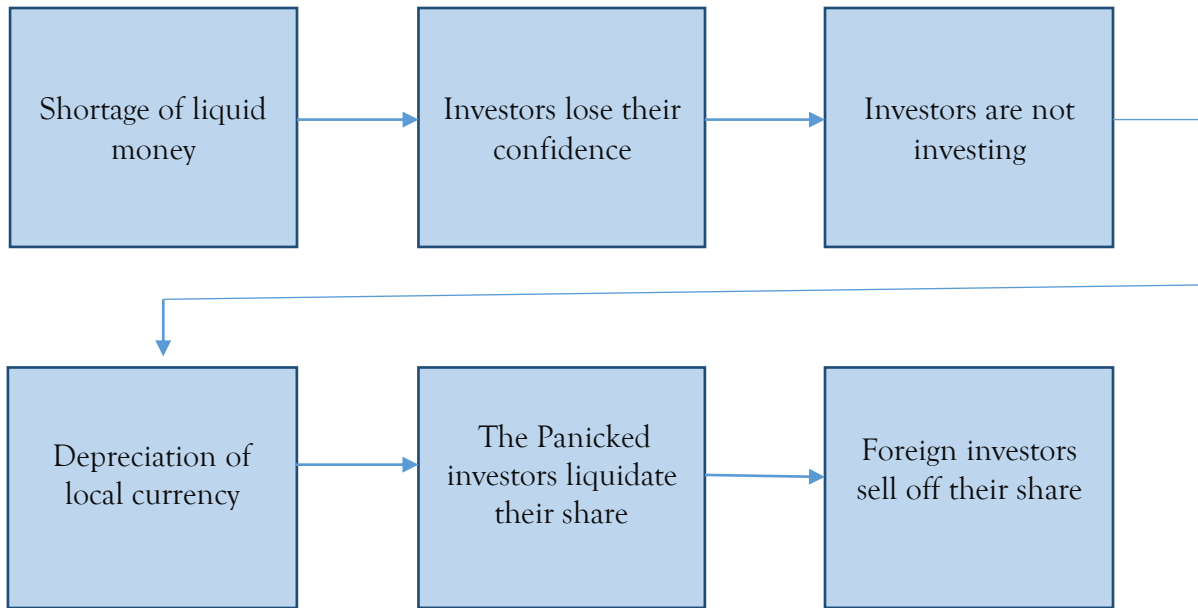 Shortage of liquid
money
Investors lose their
confidence
Investors are not
investing
Depreciation of
local currency
The Panicked
investors liquidate
their share
Foreign investors
sell off their share